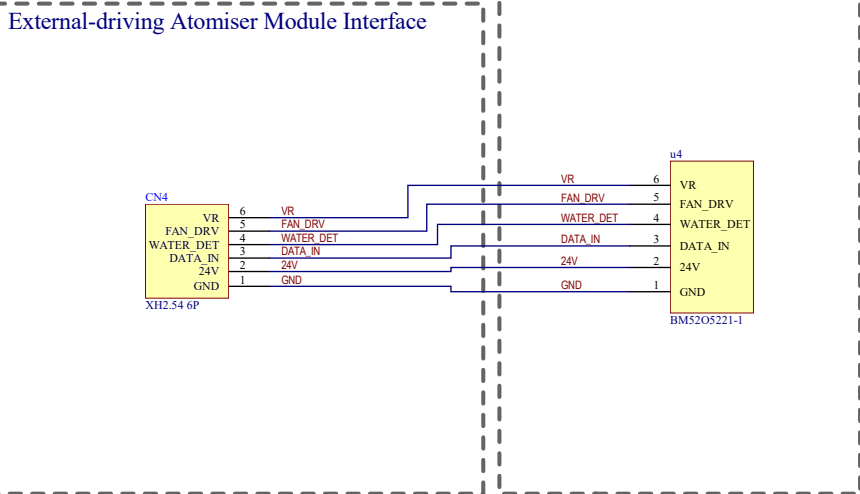 External-driving Atomiser Module Interface
CN4
VR
FAN_DRV
WATER_DET
DATA_IN
24V
GND
6
5
4
3
2
1
VR
FAN_DRV
WATER_DET
DATA_IN
24V
GND
XH2.54 6P
u4
VR
FAN_DRV
WATER_DET
DATA_IN
24V
GND
6
5
4
3
2
1
VR
FAN_DRV
WATER_DET
DATA_IN
24V
GND
BM52O5221-1